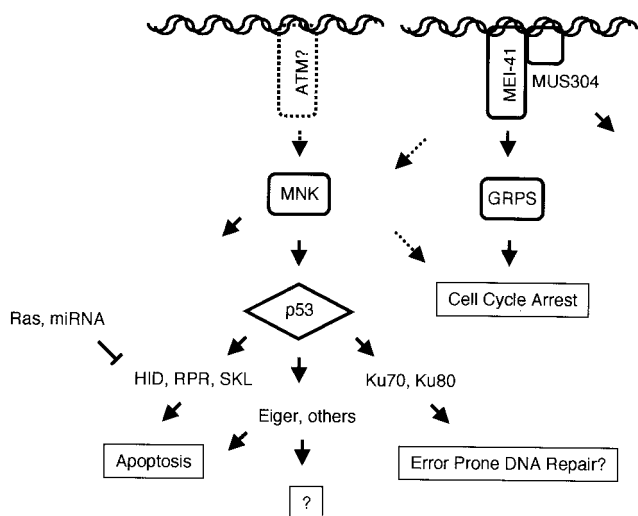 ATM?
MEI-41
MUS304
MNK
GRPS
p53
Cell Cycle Arrest
Ras, miRNA
HID, RPR, SKL
Ku70, Ku80
Eiger, others
Apoptosis
Error Prone DNA Repair?
?